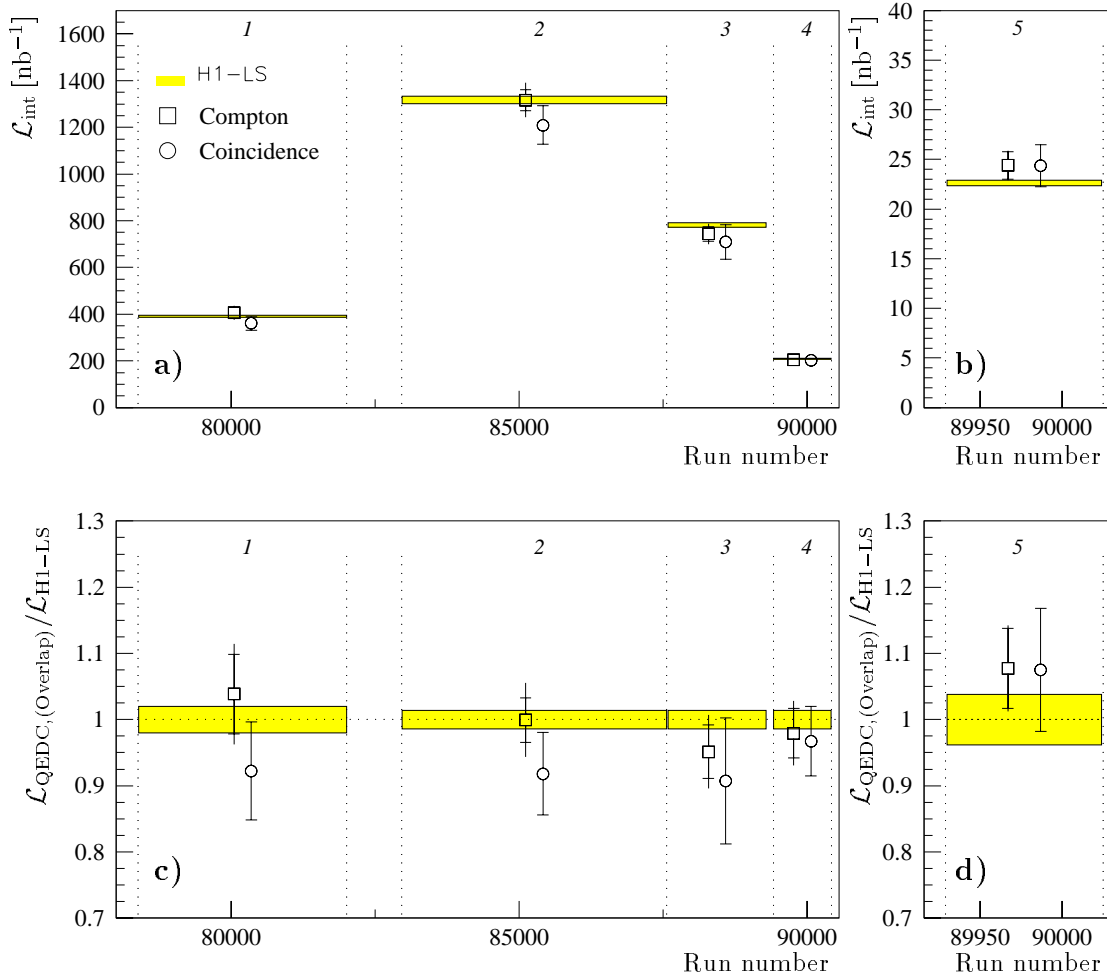 1 2 3 4
5
ℒint [nb−1]
1600
1400
1200
1000
800
600
400
200
0
H1−LS
Compton
Coincidence
a)
80000 85000 90000
Run number
ℒint [nb−1]
40
35
30
25
20
15
10
5
0
b)
89950 90000
Run number
ℒQEDC,(Overlap)/ℒH1−LS
1.3
1.2
1.1
1
0.9
0.8
0.7
1 2 3 4
c)
80000 85000 90000
Run number
ℒQEDC,(Overlap)/ℒH1−LS
1.3
1.2
1.1
1
0.9
0.8
0.7
5
d)
89950 90000
Run number